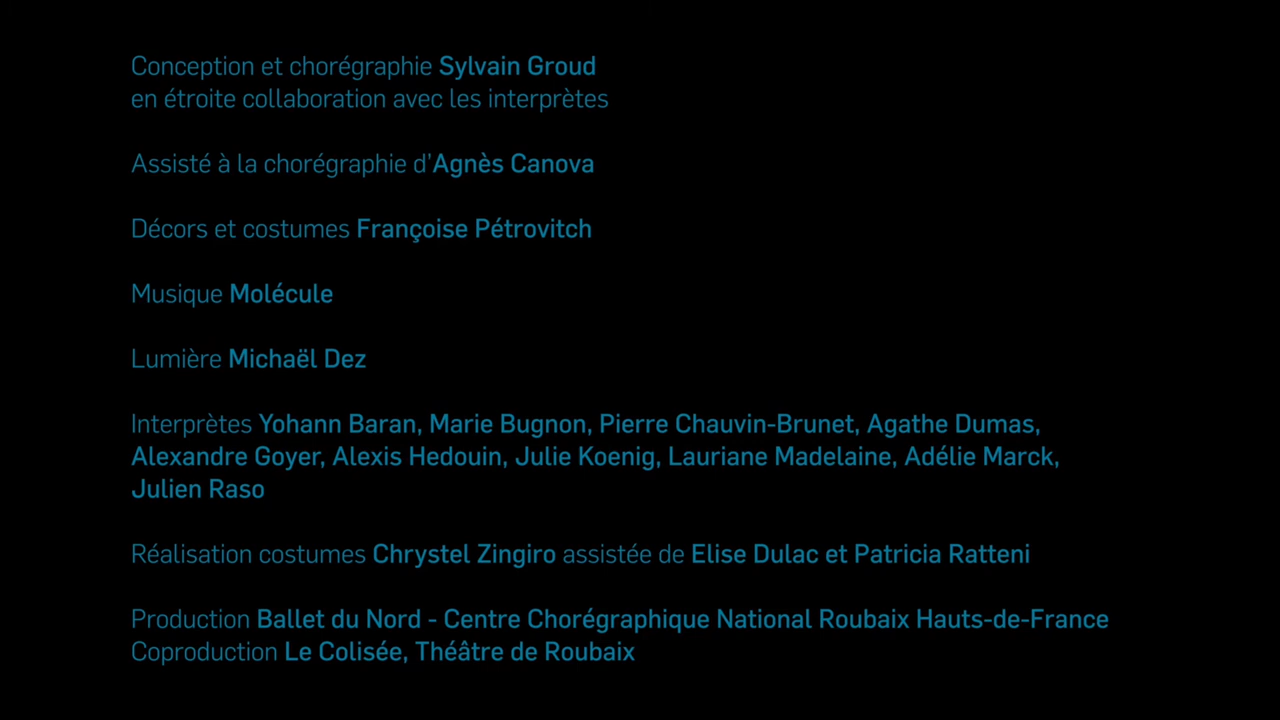 Conception et chorégraphie Sylvain Groud
en étroite collaboration avec les interprètes
Assisté à la chorégraphie d'Agnès Canova
Décors et costumes Françoise Pétrovitch
Musique Molécule
Lumière Michaël Dez
Interprètes Yohann Baran, Marie Bugnon, Pierre Chauvin-Brunet, Agathe Dumas,
Alexandre Goyer, Alexis Hedouin, Julie Koenig, Lauriane Madelaine, Adélie Marck,
Julien Raso
Réalisation costumes Chrystel Zingiro assistée de Elise Dulac et Patricia Ratteni
Production Ballet du Nord - Centre Chorégraphique National Roubaix Hauts-de-France
Coproduction Le Colisée, Théâtre de Roubaix